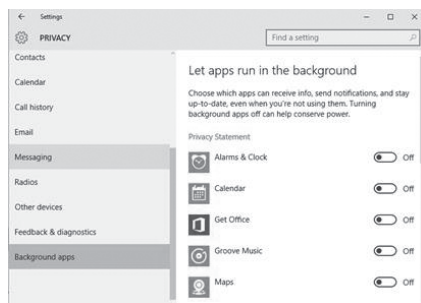 Settings
PRIVACY
Find a setting
Contacts
Calendar
Call history
Email
Messaging
Radios
Other devices
Feedback & diagnostics
Background apps
Let apps run in the background
Choose which apps can receive info, send notifications, and stay
up-to-date, even when you're not using them. Turning
background apps off can help conserve power.
Privacy Statement
Alarms & Clock Off
Calendar Off
Get Office Off
Groove Music Off
Maps Off